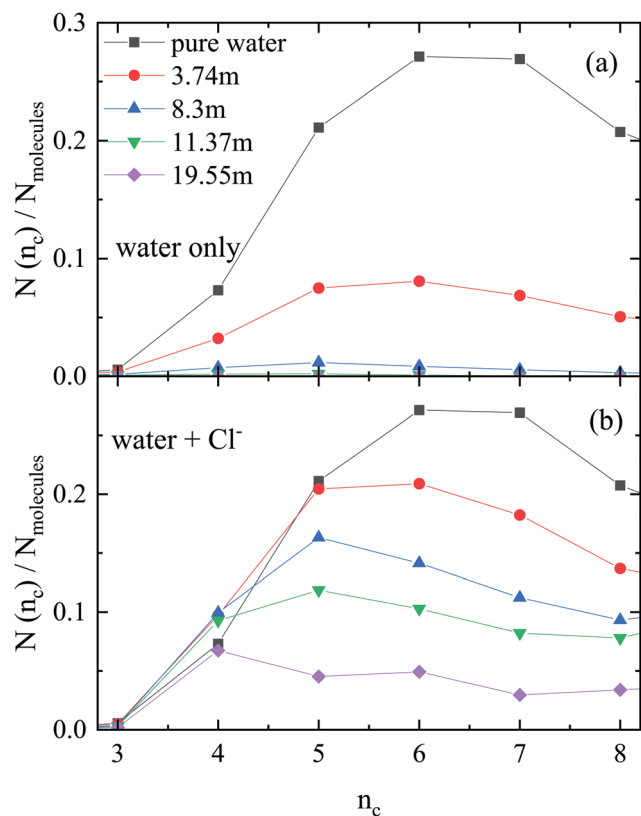 0.3
pure water
(a)
3.74m
8.3m
0.2
11.37m
19.55m
N (n_c) / N_molecules
0.1
water only
0.0
water + Cl⁻
(b)
0.2
N (n_c) / N_molecules
0.1
0.0
3 4 5 6 7 8
n_c